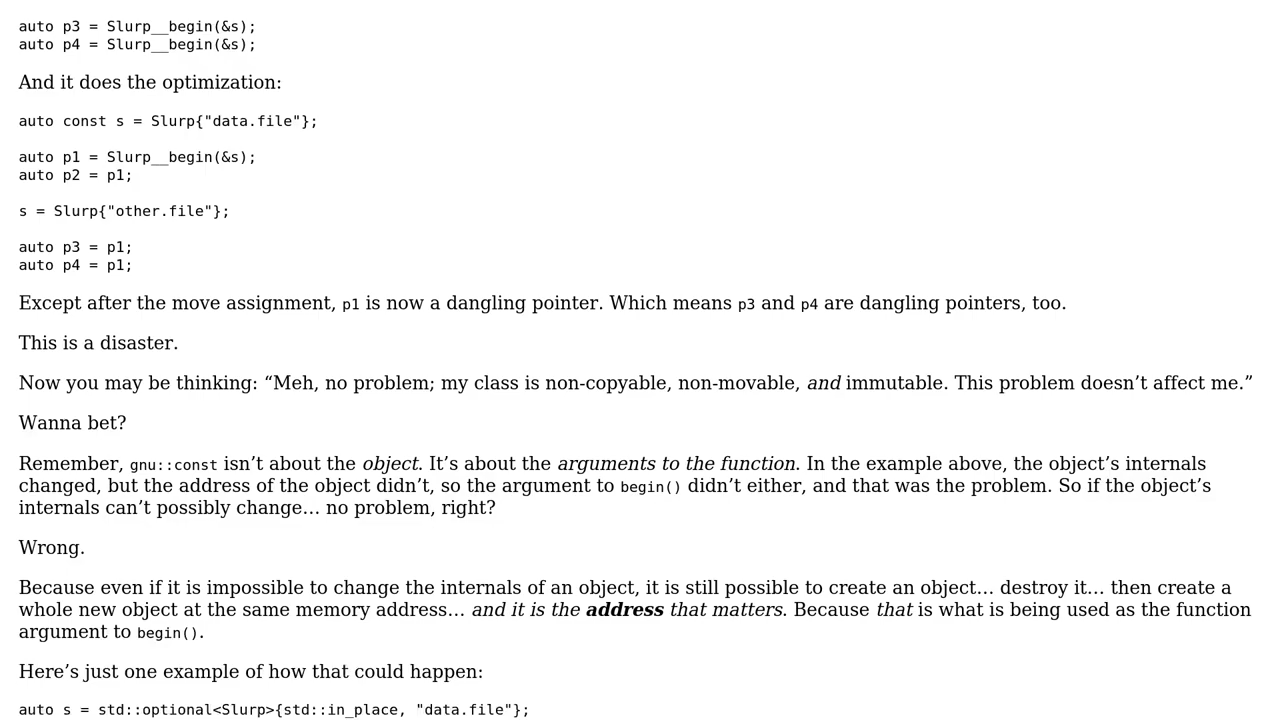 auto p3 = Slurp__begin(&s);
auto p4 = Slurp__begin(&s);
And it does the optimization:
auto const s = Slurp{"data.file"};
auto p1 = Slurp__begin(&s);
auto p2 = p1;
s = Slurp{"other.file"};
auto p3 = p1;
auto p4 = p1;
Except after the move assignment, p1 is now a dangling pointer. Which means p3 and p4 are dangling pointers, too.
This is a disaster.
Now you may be thinking: “Meh, no problem; my class is non-copyable, non-movable, and immutable. This problem doesn’t affect me.”
Wanna bet?
Remember, gnu::const isn’t about the object. It’s about the arguments to the function. In the example above, the object’s internals
changed, but the address of the object didn’t, so the argument to begin() didn’t either, and that was the problem. So if the object’s
internals can’t possibly change… no problem, right?
Wrong.
Because even if it is impossible to change the internals of an object, it is still possible to create an object… destroy it… then create a
whole new object at the same memory address… and it is the address that matters. Because that is what is being used as the function
argument to begin().
Here’s just one example of how that could happen:
auto s = std::optional<Slurp>{std::in_place, "data.file"};